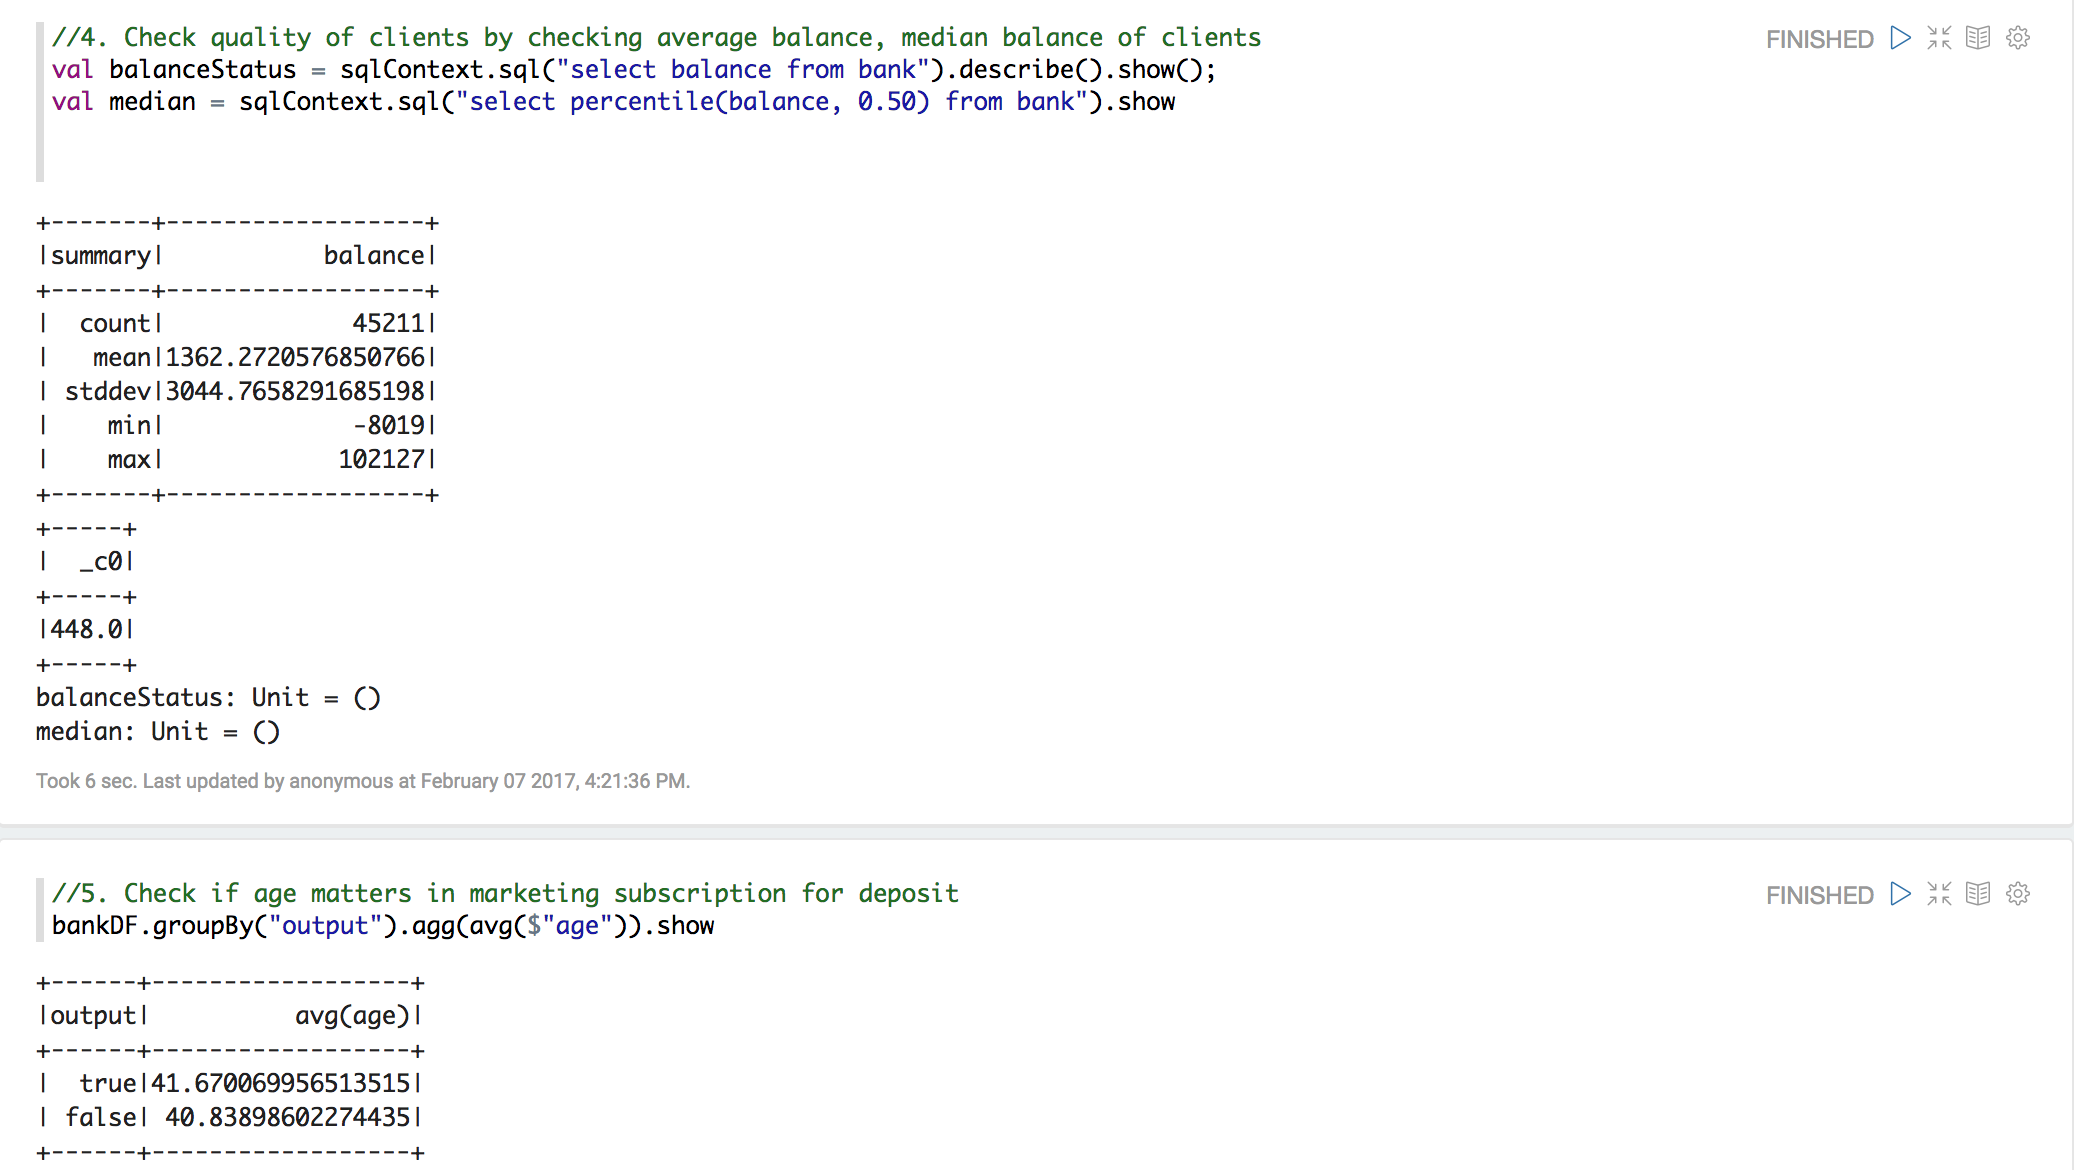 //4. Check quality of clients by checking average balance, median balance of clients
FINISHED
val balanceStatus = sqlContext.sql("select balance from bank").describe().show();
val median = sqlContext.sql("select percentile(balance, 0.50) from bank").show
+-------+------------------+
|summary|           balance|
+-------+------------------+
|  count|             45211|
|   mean|1362.2720576850766|
| stddev|3044.7658291685198|
|    min|             -8019|
|    max|            102127|
+-------+------------------+
+-----+
|  _c0|
+-----+
|448.0|
+-----+
balanceStatus: Unit = ()
median: Unit = ()
Took 6 sec. Last updated by anonymous at February 07 2017, 4:21:36 PM.
//5. Check if age matters in marketing subscription for deposit
FINISHED
bankDF.groupBy("output").agg(avg($"age")).show
+------+------------------+
|output|          avg(age)|
+------+------------------+
|  true|41.670069956513515|
| false| 40.83898602274435|
+------+------------------+